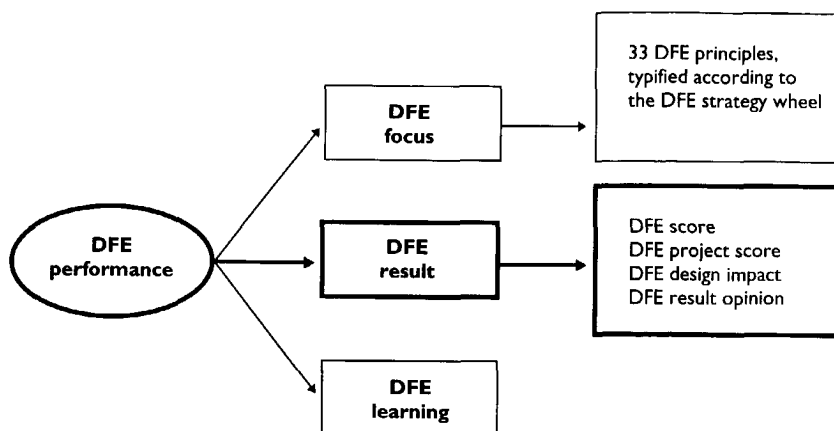 33 DFE principles,
typified according to
the DFE strategy wheel
DFE
focus
DFE
performance
DFE
result
DFE score
DFE project score
DFE design impact
DFE result opinion
DFE
learning